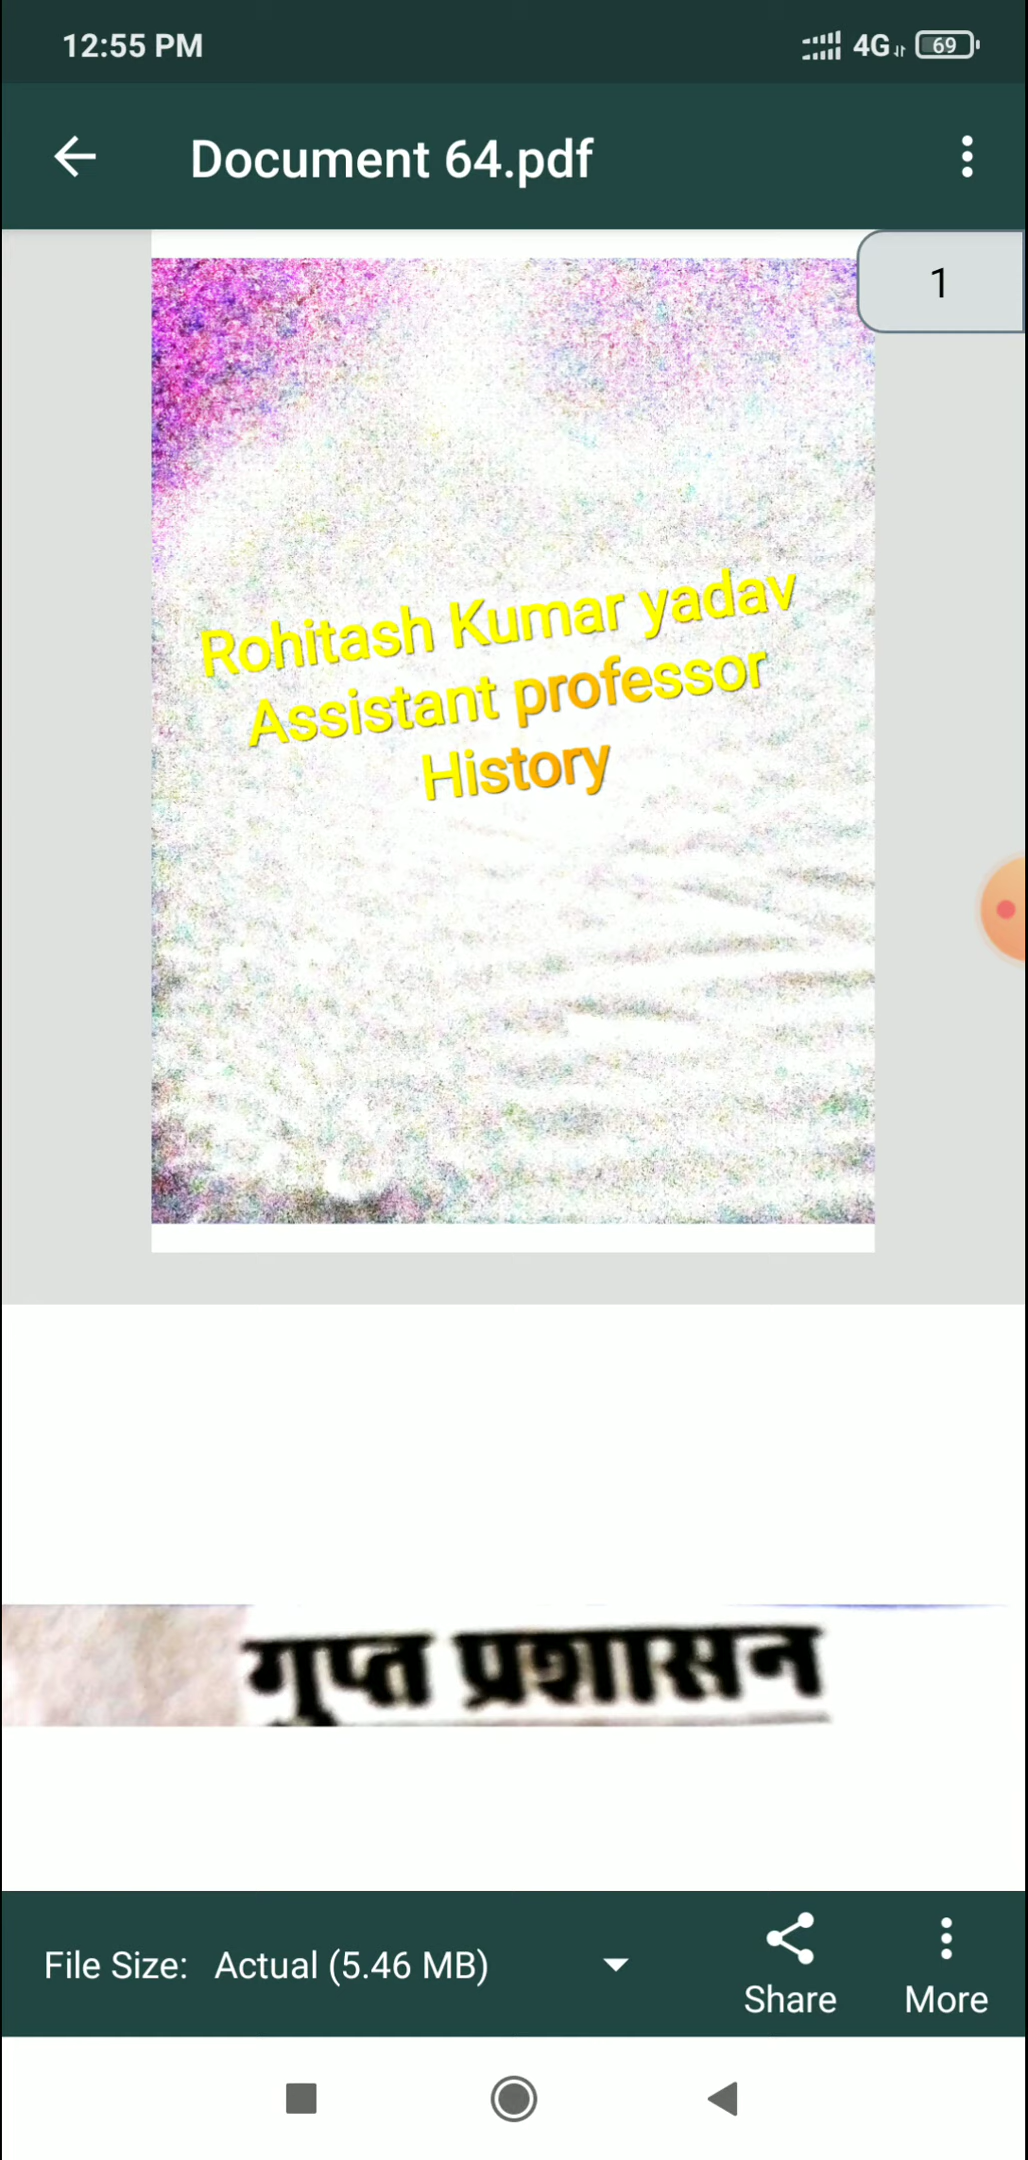 12:55 PM 4G 69
Document 64.pdf
1
Rohitash Kumar yadav
Assistant professor
History
गुप्त प्रशासन
File Size: Actual (5.46 MB)
Share More